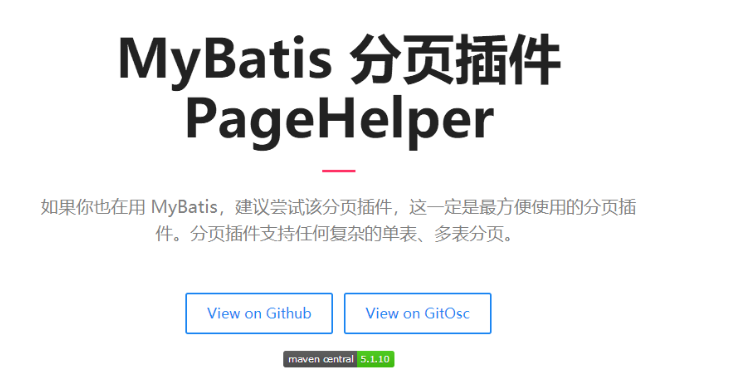 MyBatis 分页插件
PageHelper
如果你也在用 MyBatis，建议尝试该分页插件，这一定是最方便使用的分页插
件。分页插件支持任何复杂的单表、多表分页。
View on Github View on GitOsc
maven central 5.1.10